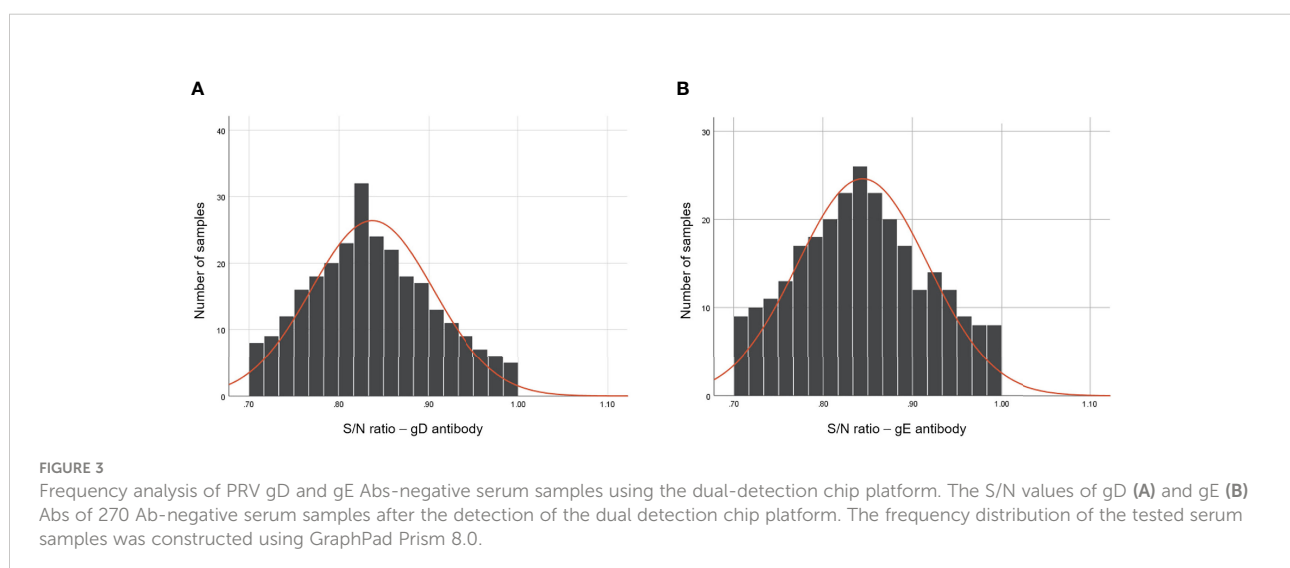 A
B
40
30
20
10
0
Number of samples
.70 .80 .90 1.00 1.10
S/N ratio – gD antibody
30
20
10
0
Number of samples
.70 .80 .90 1.00 1.10
S/N ratio – gE antibody
FIGURE 3
Frequency analysis of PRV gD and gE Abs-negative serum samples using the dual-detection chip platform. The S/N values of gD (A) and gE (B)
Abs of 270 Ab-negative serum samples after the detection of the dual detection chip platform. The frequency distribution of the tested serum
samples was constructed using GraphPad Prism 8.0.